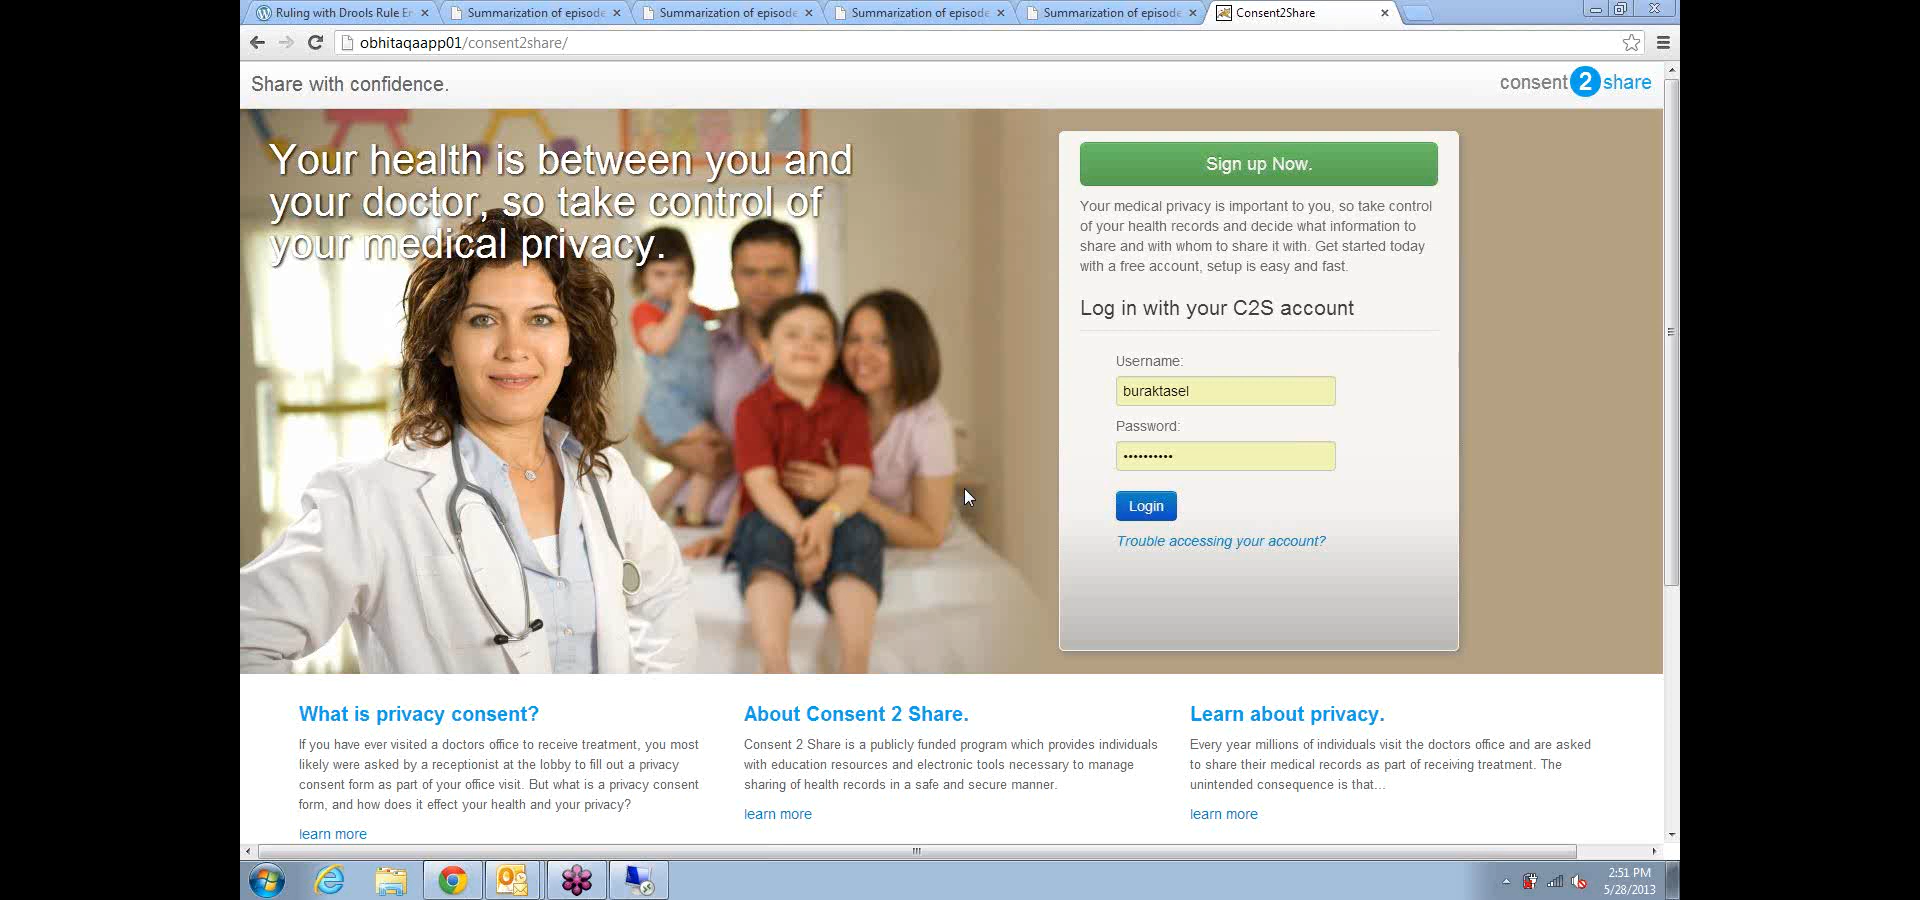 Ruling with Drools Rule Er
Summarization of episode
Summarization of episode
Summarization of episode
Summarization of episode
Consent2Share
obhitaqaapp01/consent2share/
Share with confidence.
consent 2 share
Your health is between you and
your doctor, so take control of
your medical privacy.
Sign up Now.
Your medical privacy is important to you, so take control
of your health records and decide what information to
share and with whom to share it with. Get started today
with a free account, setup is easy and fast.
Log in with your C2S account
Username:
buraktasel
Password:
••••••••••
Login
Trouble accessing your account?
What is privacy consent?
If you have ever visited a doctors office to receive treatment, you most
likely were asked by a receptionist at the lobby to fill out a privacy
consent form as part of your office visit. But what is a privacy consent
form, and how does it effect your health and your privacy?
learn more
About Consent 2 Share.
Consent 2 Share is a publicly funded program which provides individuals
with education resources and electronic tools necessary to manage
sharing of health records in a safe and secure manner.
learn more
Learn about privacy.
Every year millions of individuals visit the doctors office and are asked
to share their medical records as part of receiving treatment. The
unintended consequence is that...
learn more
2:51 PM
5/28/2013